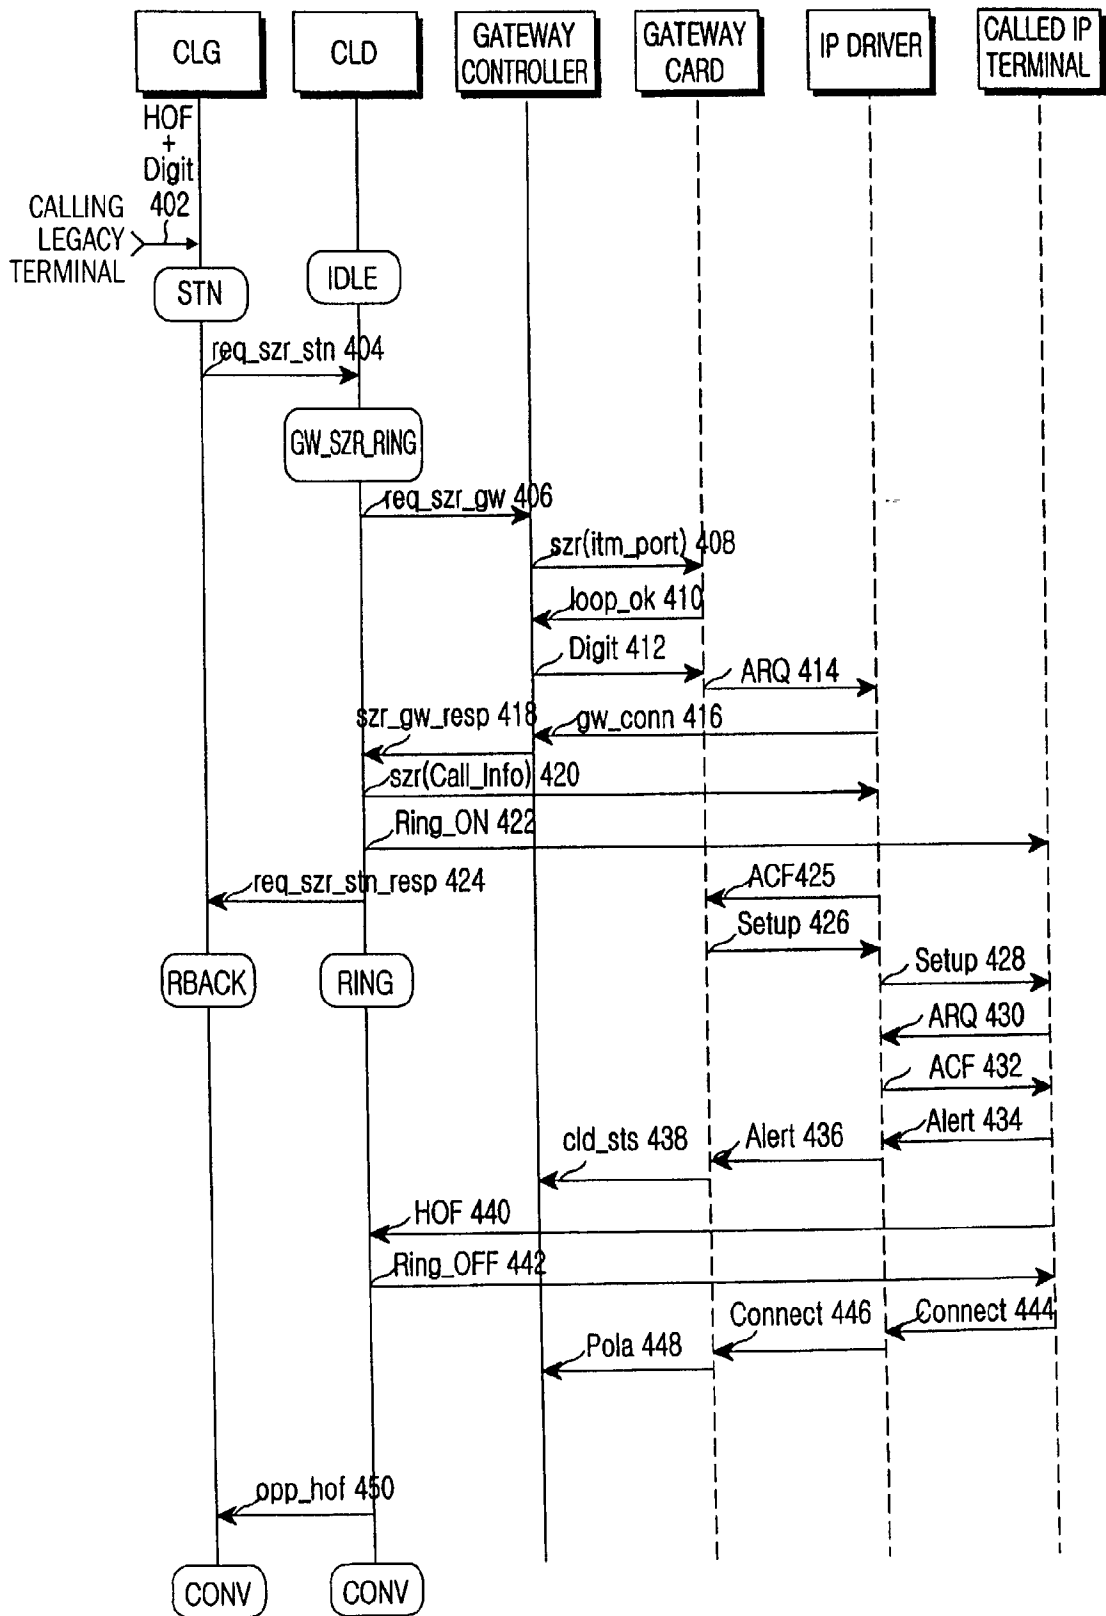 CLG
CLD
GATEWAY
CONTROLLER
GATEWAY
CARD
IP DRIVER
CALLED IP
TERMINAL
HOF
+
Digit
402
CALLING
LEGACY
TERMINAL
STN
IDLE
req_szr_stn 404
GW_SZR_RING
req_szr_gw 406
szr(itm_port) 408
loop_ok 410
Digit 412
ARQ 414
gw_conn 416
szr_gw_resp 418
szr(Call_Info) 420
Ring_ON 422
ACF425
req_szr_stn_resp 424
Setup 426
RBACK
RING
Setup 428
ARQ 430
ACF 432
Alert 434
Alert 436
cld_sts 438
HOF 440
Ring_OFF 442
Connect 444
Connect 446
Pola 448
opp_hof 450
CONV
CONV